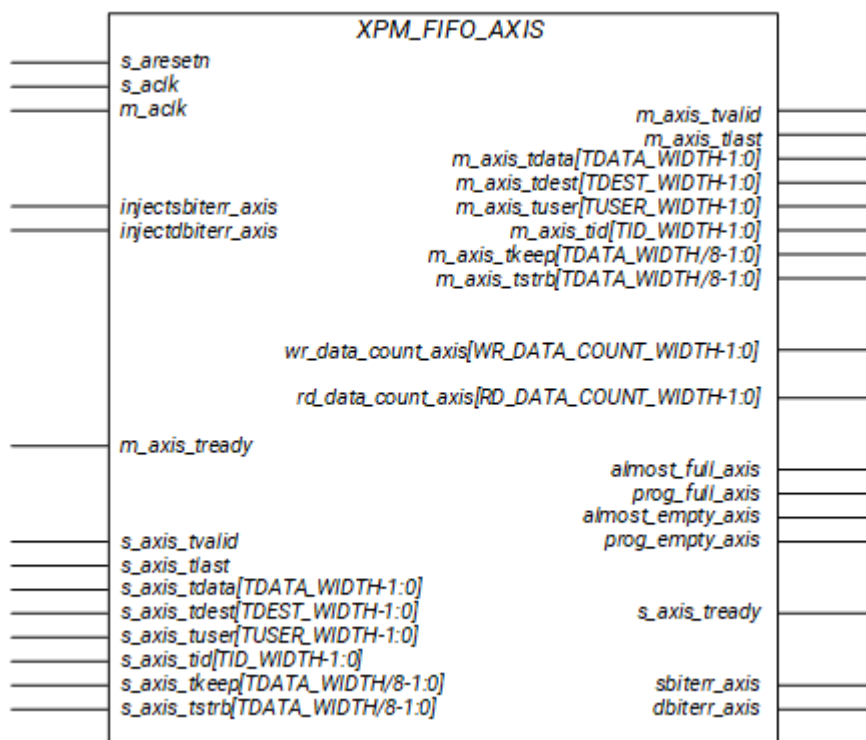 XPM_FIFO_AXIS
s_aresetn
s_aclk
m_aclk
m_axis_tvalid
m_axis_tlast
m_axis_tdata[TDATA_WIDTH-1:0]
m_axis_tdest[TDEST_WIDTH-1:0]
injectsbiterr_axis
m_axis_tuser[TUSER_WIDTH-1:0]
injectdbiterr_axis
m_axis_tid[TID_WIDTH-1:0]
m_axis_tkeep[TDATA_WIDTH/8-1:0]
m_axis_tstrb[TDATA_WIDTH/8-1:0]
wr_data_count_axis[WR_DATA_COUNT_WIDTH-1:0]
rd_data_count_axis[RD_DATA_COUNT_WIDTH-1:0]
m_axis_tready
almost_full_axis
prog_full_axis
almost_empty_axis
prog_empty_axis
s_axis_tvalid
s_axis_tlast
s_axis_tdata[TDATA_WIDTH-1:0]
s_axis_tdest[TDEST_WIDTH-1:0]
s_axis_tready
s_axis_tuser[TUSER_WIDTH-1:0]
s_axis_tid[TID_WIDTH-1:0]
s_axis_tkeep[TDATA_WIDTH/8-1:0]
sbiterr_axis
s_axis_tstrb[TDATA_WIDTH/8-1:0]
dbiterr_axis